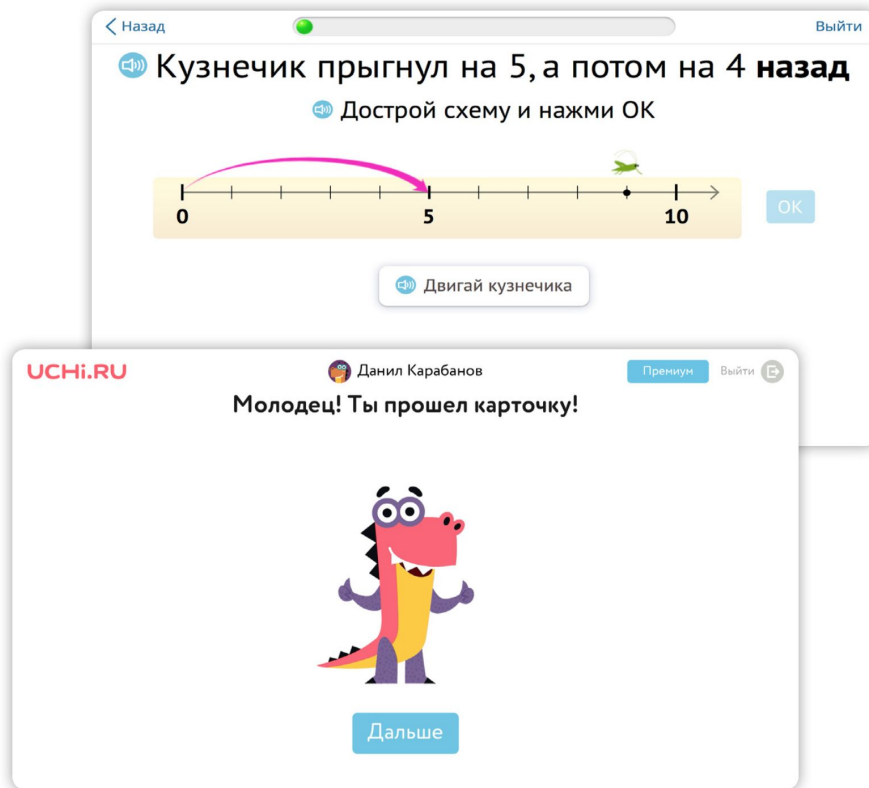 Назад
Выйти
Кузнечик прыгнул на 5, а потом на 4 назад
Дострой схему и нажми ОК
0 5 10
ОК
Двигай кузнечика
UCHi.RU
Данил Карабанов
Премиум
Выйти
Молодец! Ты прошел карточку!
Дальше